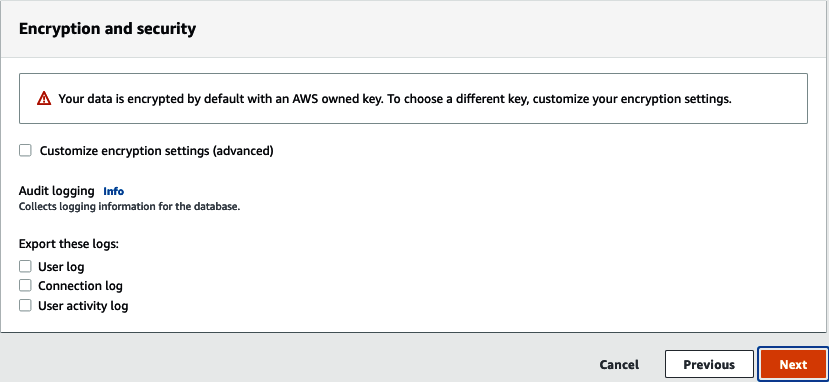 Encryption and security
Your data is encrypted by default with an AWS owned key. To choose a different key, customize your encryption settings.
Customize encryption settings (advanced)
Audit logging Info
Collects logging information for the database.
Export these logs:
User log
Connection log
User activity log
Cancel Previous Next